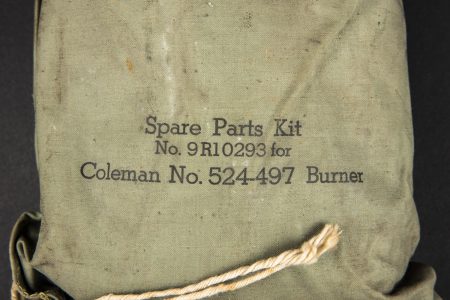 Spare Parts Kit
No. 9R10293 for
Coleman No. 524-497 Burner